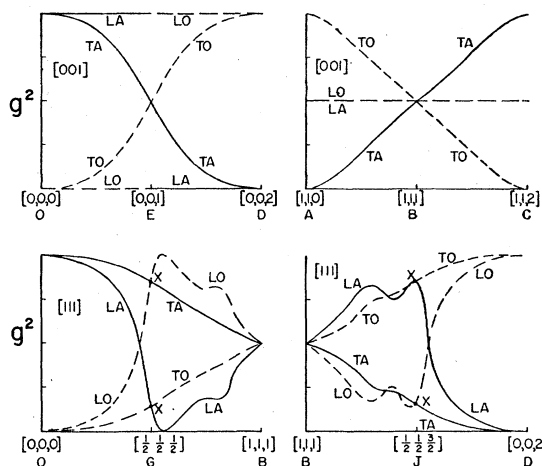 LA LO
TA TO
[001]
g²
TO TA
LO LA
[0,0,0] [0,0,1] [0,0,2]
O E D
TO TA
[001]
LO
LA
TA TO
[1,1,0] [1,1,1] [1,1,2]
A B C
X LO
[111] LA TA
g²
TO
LO X LA
[0,0,0] [½ ½ ½] [1,1,1]
O G B
[111] X TO
LA LO
TO
TA
LO X LA
TA
[1,1,1] [½ ½ 3/2] [0,0,2]
B J D